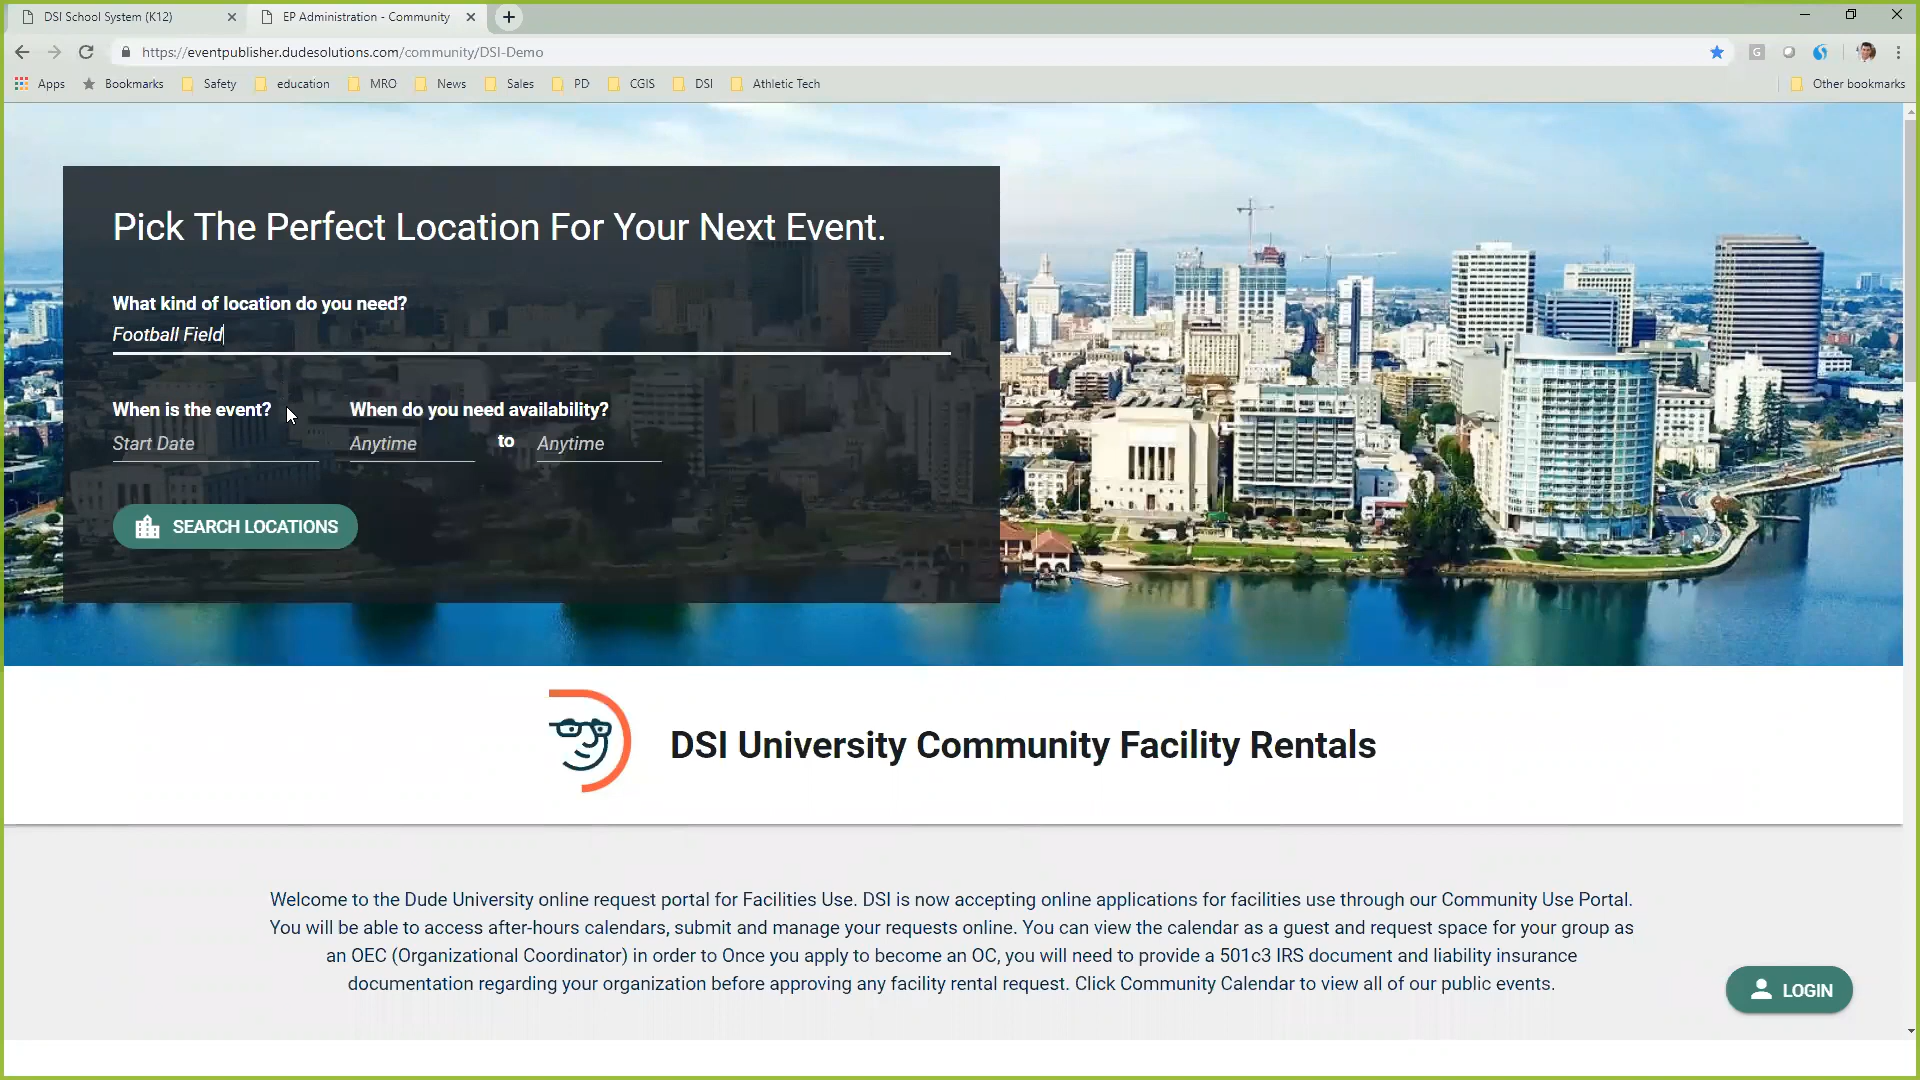 DSI School System (K12)
EP Administration - Community
https://eventpublisher.dudesolutions.com/community/DSI-Demo
G
Apps
Bookmarks
Safety
education
MRO
News
Sales
PD
CGIS
DSI
Athletic Tech
Other bookmarks
Pick The Perfect Location For Your Next Event.
What kind of location do you need?
Football Field
When is the event?
When do you need availability?
Start Date
Anytime
to
Anytime
SEARCH LOCATIONS
DSI University Community Facility Rentals
Welcome to the Dude University online request portal for Facilities Use. DSI is now accepting online applications for facilities use through our Community Use Portal.
You will be able to access after-hours calendars, submit and manage your requests online. You can view the calendar as a guest and request space for your group as
an OEC (Organizational Coordinator) in order to Once you apply to become an OC, you will need to provide a 501c3 IRS document and liability insurance
documentation regarding your organization before approving any facility rental request. Click Community Calendar to view all of our public events.
LOGIN